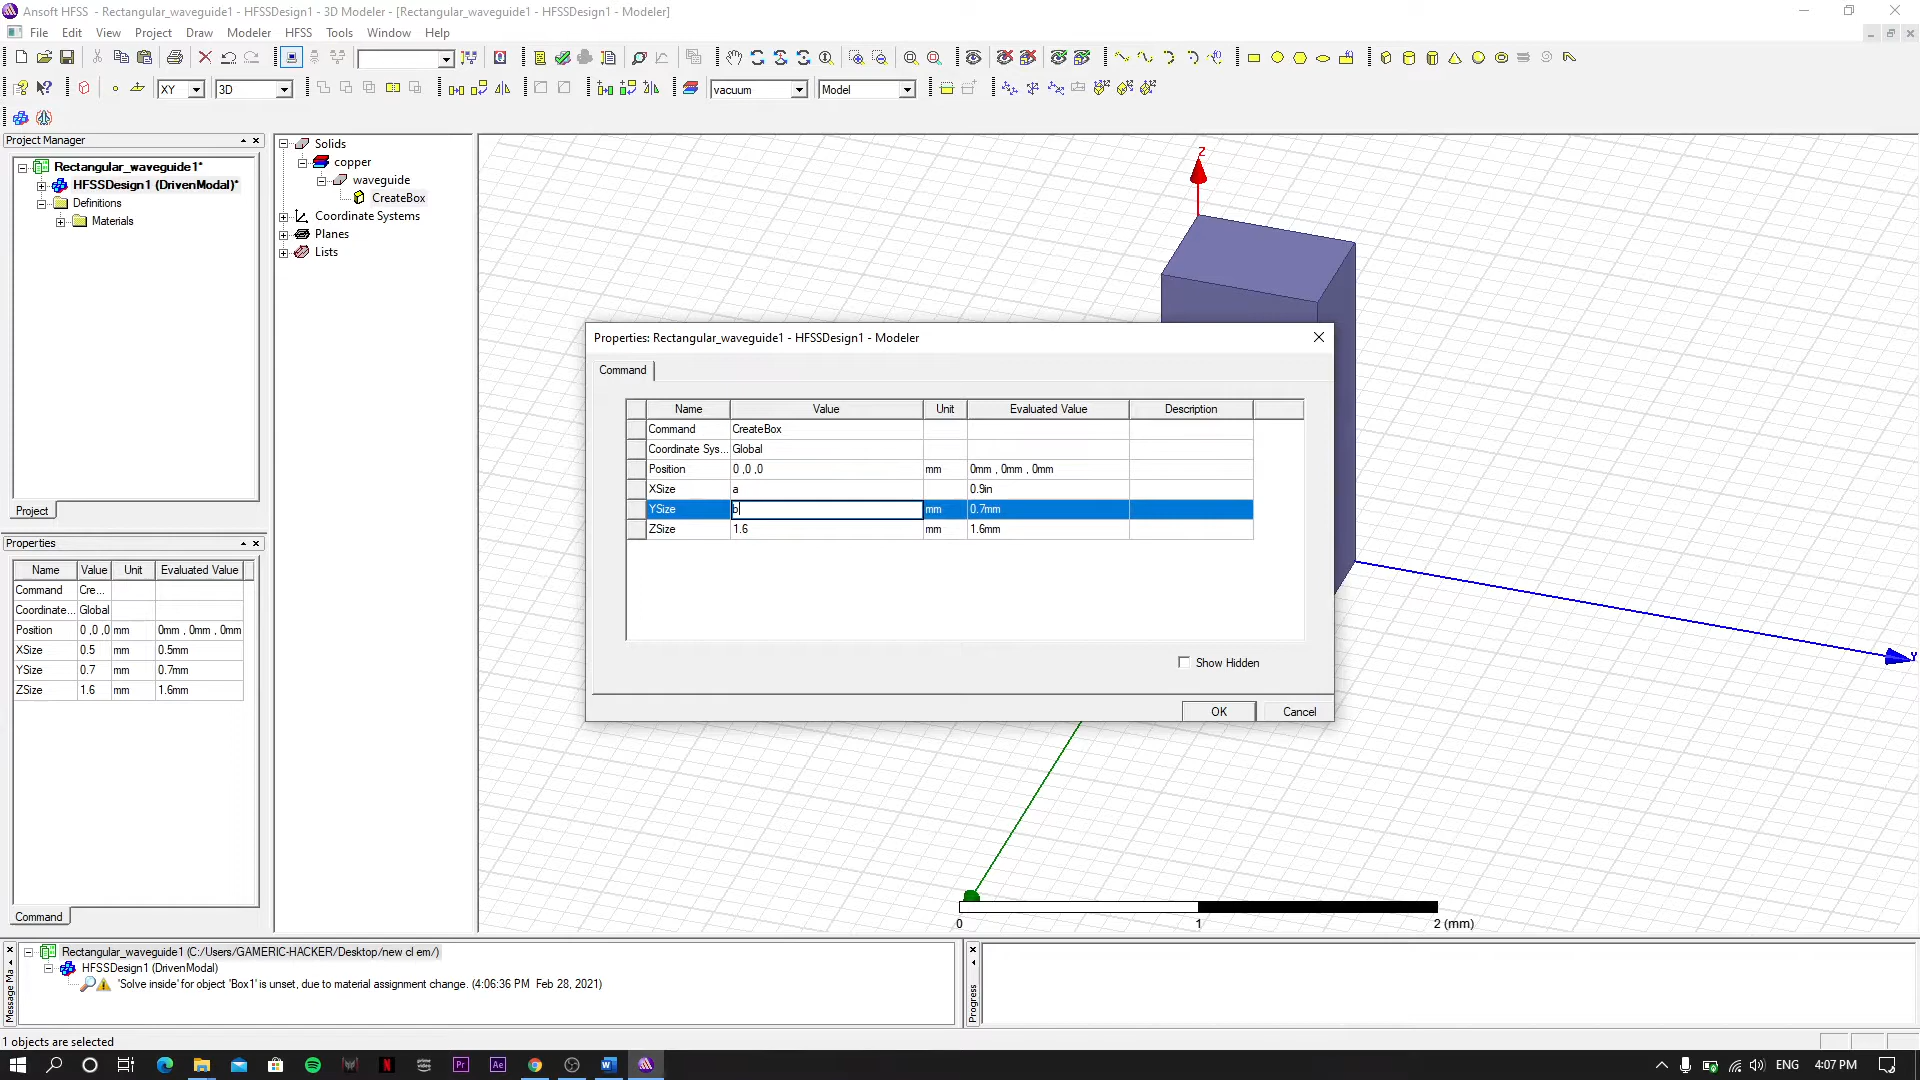 Ansoft HFSS - Rectangular_waveguide1 - HFSSDesign1 - 3D Modeler - [Rectangular_waveguide1 - HFSSDesign1 - Modeler]
File Edit View Project Draw Modeler HFSS Tools Window Help
XY 3D vacuum Model
Project Manager
Rectangular_waveguide1*
HFSSDesign1 (DrivenModal)*
Definitions
Materials
Project
Solids
copper
waveguide
CreateBox
Coordinate Systems
Planes
Lists
Z
Y
Properties: Rectangular_waveguide1 - HFSSDesign1 - Modeler
Command
Name Value Unit Evaluated Value Description
Command CreateBox
Coordinate Sys... Global
Position 0 ,0 ,0 mm 0mm , 0mm , 0mm
XSize a 0.9in
YSize b mm 0.7mm
ZSize 1.6 mm 1.6mm
Show Hidden
OK Cancel
Properties
Name Value Unit Evaluated Value
Command Cre...
Coordinate... Global
Position 0 ,0 ,0 mm 0mm , 0mm , 0mm
XSize 0.5 mm 0.5mm
YSize 0.7 mm 0.7mm
ZSize 1.6 mm 1.6mm
Command
0 1 2 (mm)
Message Ma
Rectangular_waveguide1 (C:/Users/GAMERIC-HACKER/Desktop/new cl em/)
HFSSDesign1 (DrivenModal)
'Solve inside' for object 'Box1' is unset, due to material assignment change. (4:06:36 PM Feb 28, 2021)
Progress
1 objects are selected
Pr Ae ENG 4:07 PM